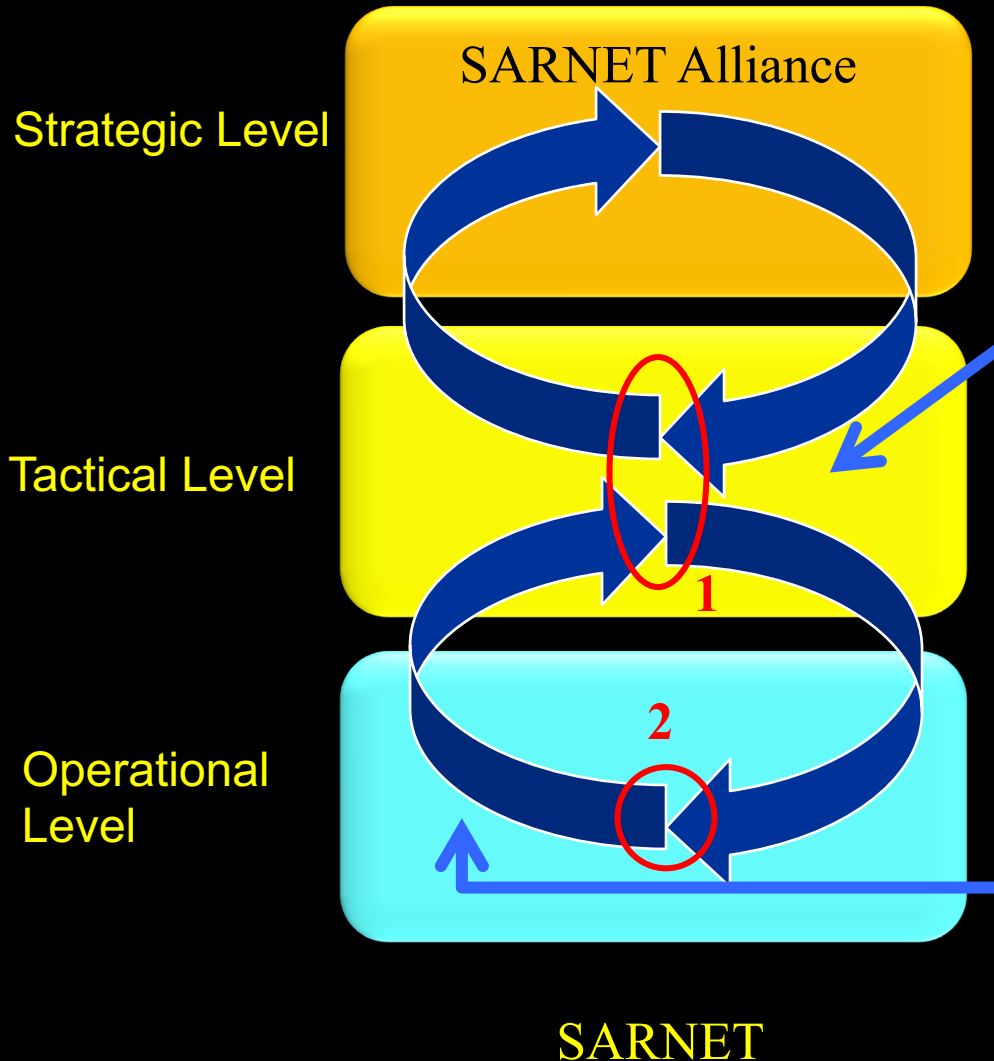 SARNET Alliance
Strategic Level
Tactical Level
1
2
Operational
Level
SARNET